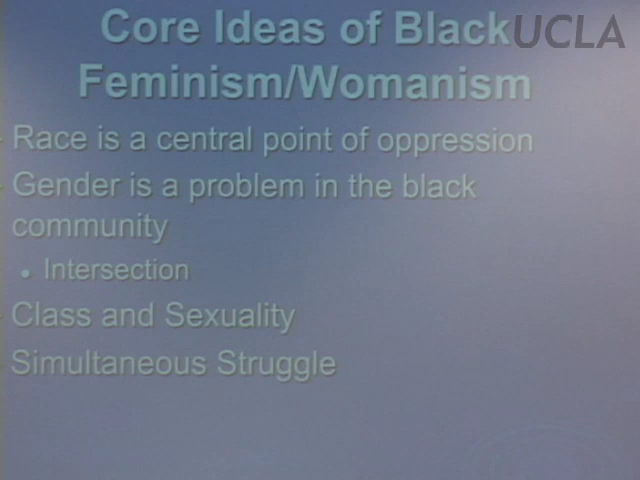 Core Ideas of Black
UCLA
Feminism/Womanism
Race is a central point of oppression
Gender is a problem in the black
community
• Intersection
Class and Sexuality
Simultaneous Struggle